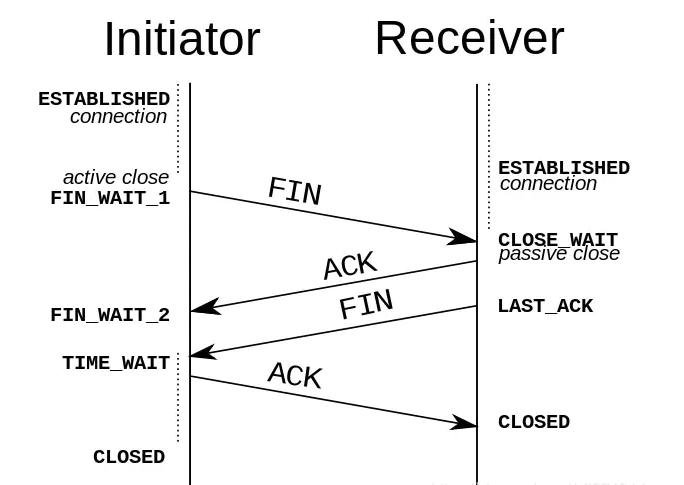 Initiator
Receiver
ESTABLISHED
connection
active close
FIN_WAIT_1
FIN
ESTABLISHED
connection
CLOSE_WAIT
passive close
ACK
FIN
FIN_WAIT_2
LAST_ACK
TIME_WAIT
ACK
CLOSED
CLOSED